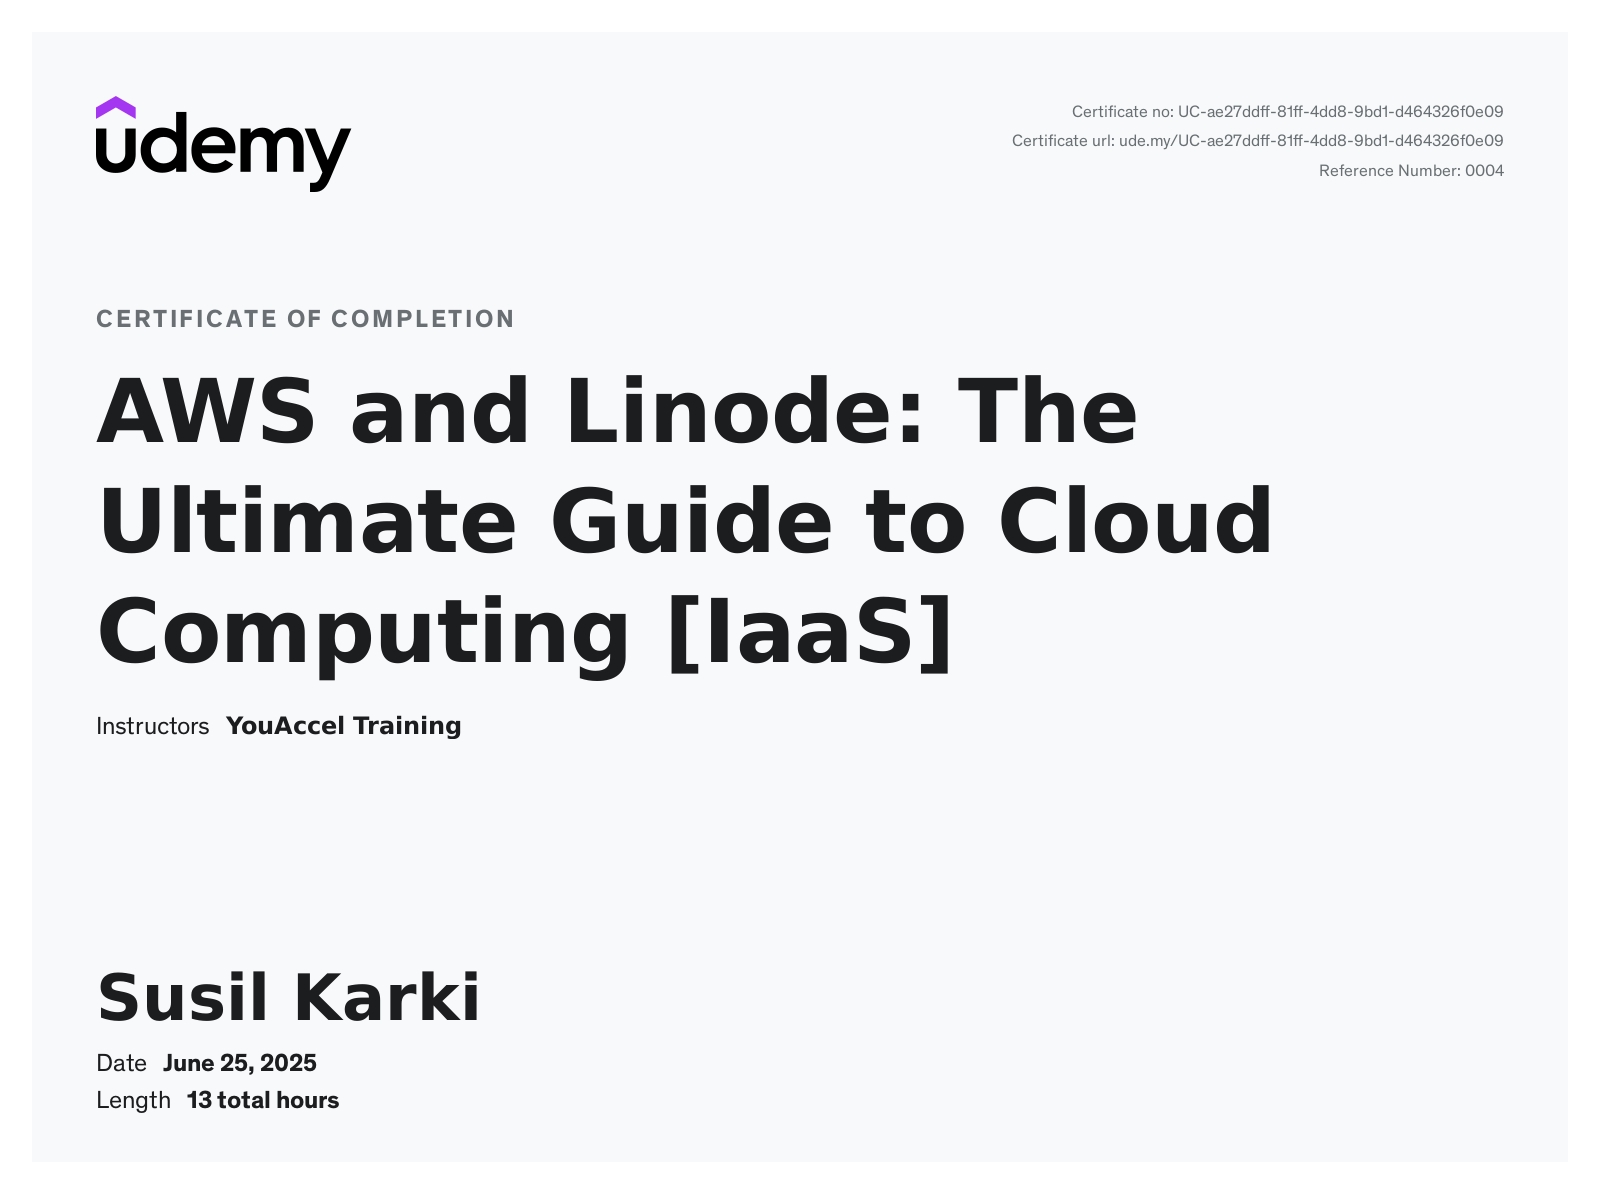 udemy
Certificate no: UC-ae27ddff-81ff-4dd8-9bd1-d464326f0e09
Certificate url: ude.my/UC-ae27ddff-81ff-4dd8-9bd1-d464326f0e09
Reference Number: 0004
CERTIFICATE OF COMPLETION
AWS and Linode: The
Ultimate Guide to Cloud
Computing [IaaS]
Instructors YouAccel Training
Susil Karki
Date June 25, 2025
Length 13 total hours